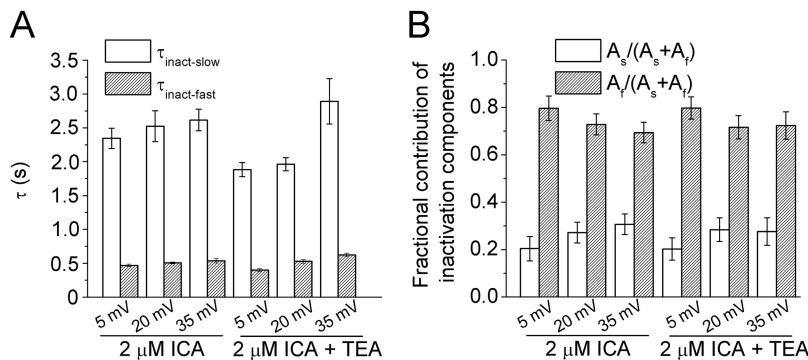 A
τinact-slow
τinact-fast
3.5
3.0
2.5
2.0
1.5
1.0
0.5
0
τ (s)
5 mV
20 mV
35 mV
5 mV
20 mV
35 mV
2 μM ICA
2 μM ICA + TEA
B
As/(As+Af)
Af/(As+Af)
1.0
0.8
0.6
0.4
0.2
0.0
Fractional contribution of
inactivation components
5 mV
20 mV
35 mV
5 mV
20 mV
35 mV
2 μM ICA
2 μM ICA + TEA